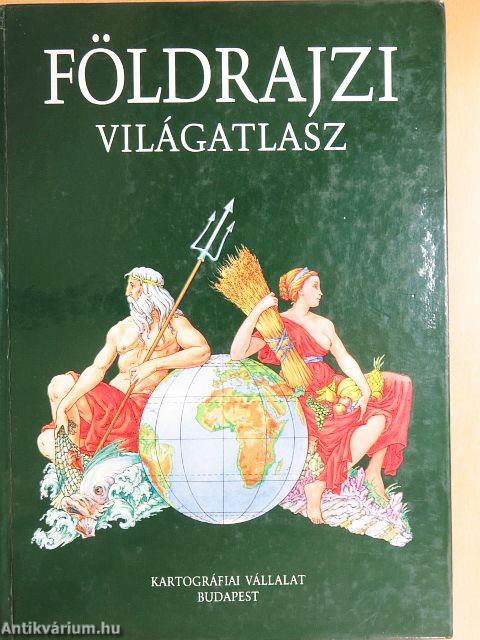 FÖLDRAJZI
VILÁGATLASZ
KARTOGRÁFIAI VÁLLALAT
BUDAPEST
Antikvárium.hu